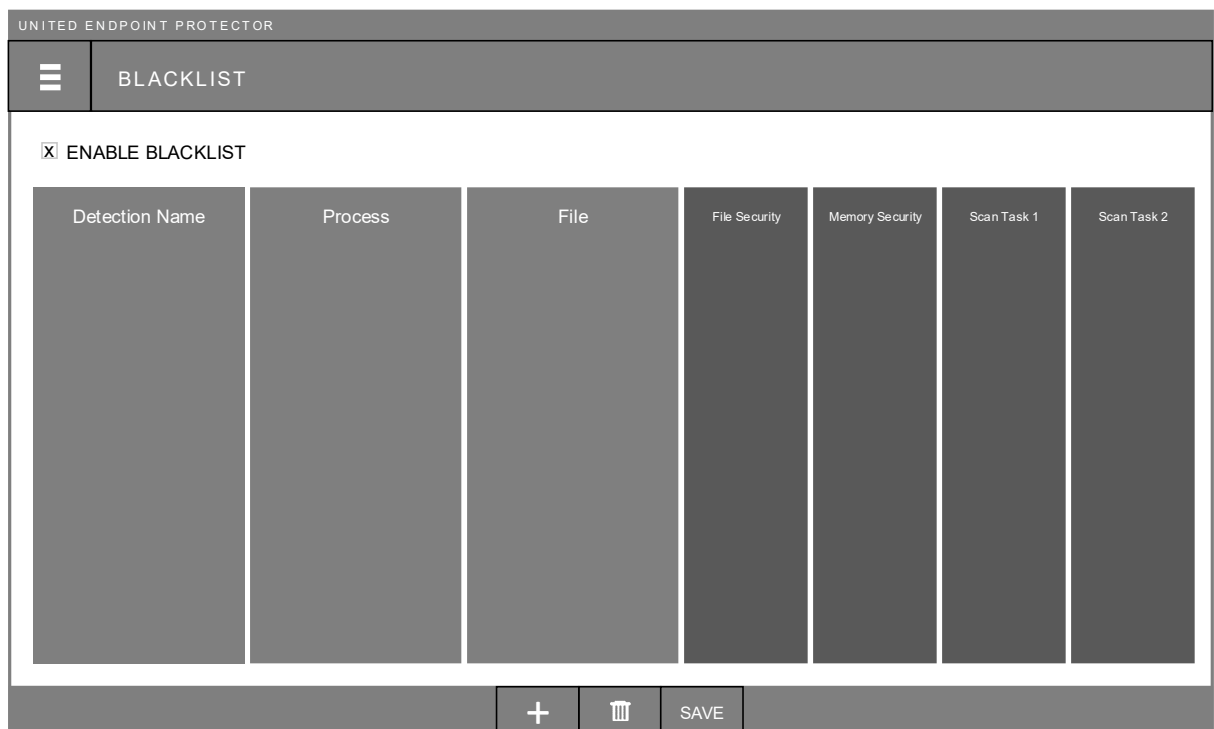 UNITED ENDPOINT PROTECTOR
BLACKLIST
X ENABLE BLACKLIST
Detection Name Process File File Security Memory Security Scan Task 1 Scan Task 2
SAVE